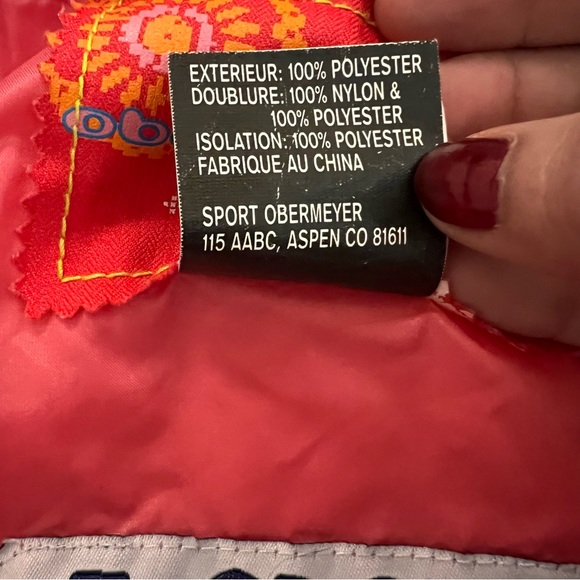 EXTERIEUR: 100% POLYESTER
DOUBLURE: 100% NYLON &
100% POLYESTER
ISOLATION: 100% POLYESTER
FABRIQUE AU CHINA
SPORT OBERMEYER
115 AABC, ASPEN CO 81611